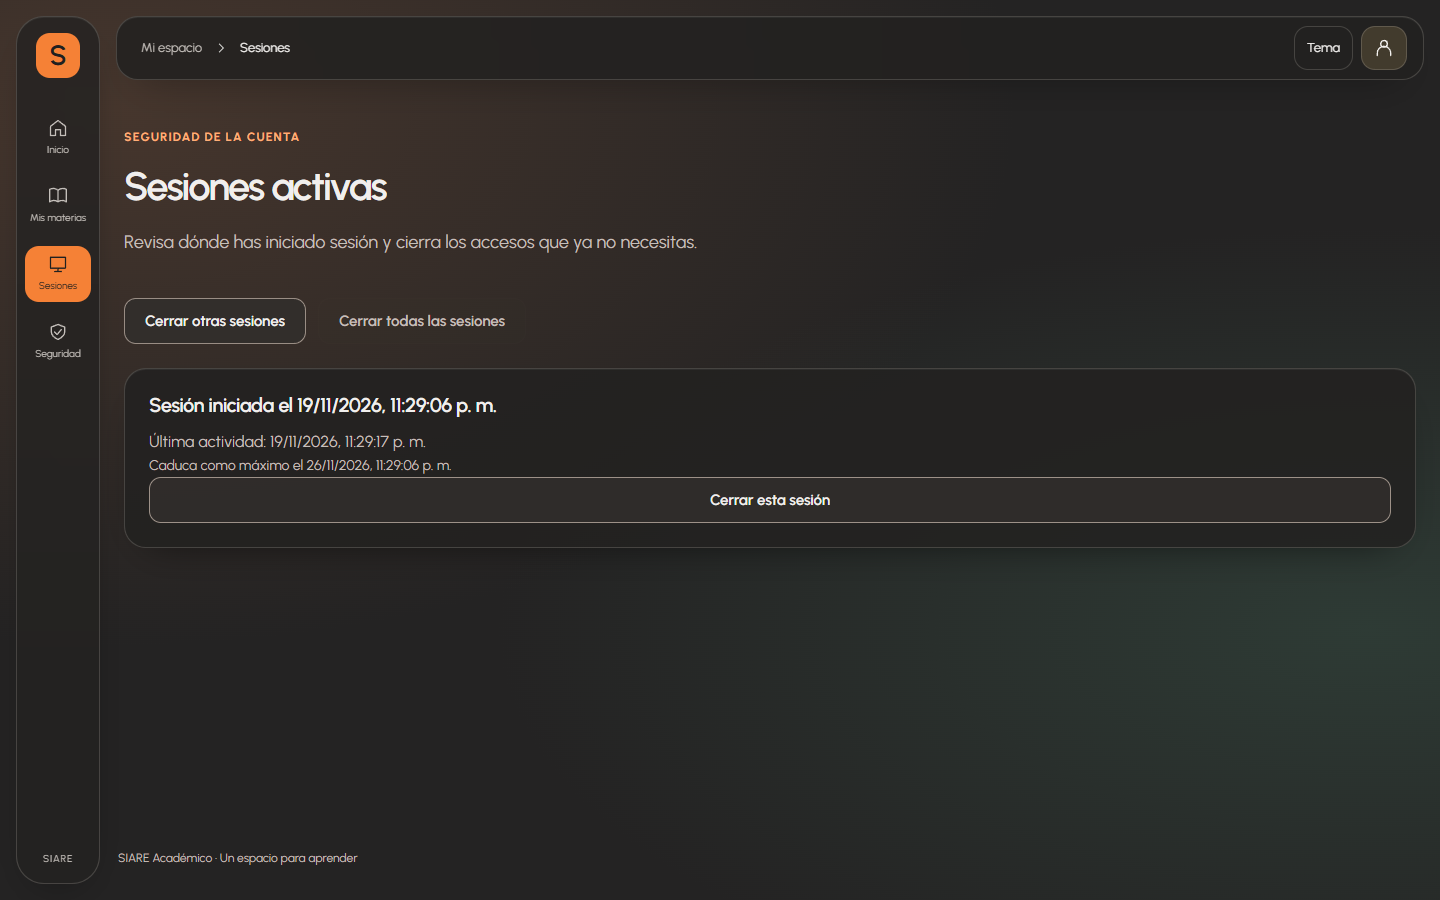 S
Mi espacio > Sesiones
Tema
Inicio
Mis materias
Sesiones
Seguridad
SIARE
SEGURIDAD DE LA CUENTA
Sesiones activas
Revisa dónde has iniciado sesión y cierra los accesos que ya no necesitas.
Cerrar otras sesiones
Cerrar todas las sesiones
Sesión iniciada el 19/11/2026, 11:29:06 p. m.
Última actividad: 19/11/2026, 11:29:17 p. m.
Caduca como máximo el 26/11/2026, 11:29:06 p. m.
Cerrar esta sesión
SIARE Académico · Un espacio para aprender